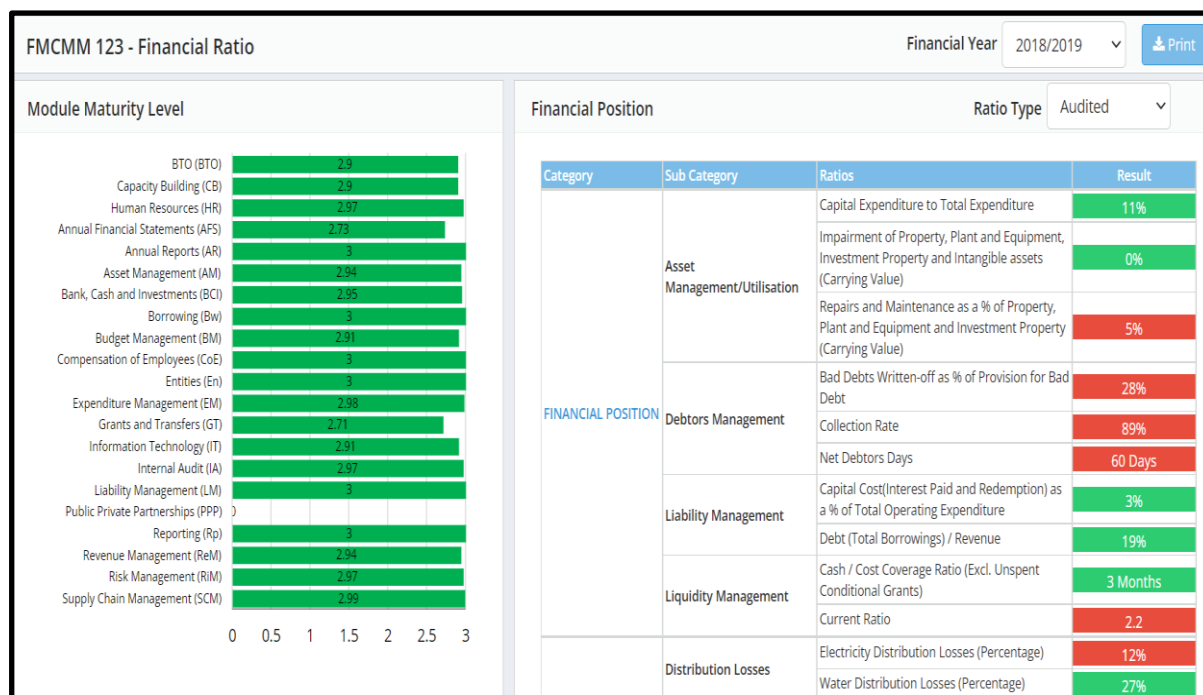 FMCMM 123 - Financial Ratio
Financial Year
2018/2019
Print
Module Maturity Level
BTO (BTO) 2.9
Capacity Building (CB) 2.9
Human Resources (HR) 2.97
Annual Financial Statements (AFS) 2.73
Annual Reports (AR) 3
Asset Management (AM) 2.94
Bank, Cash and Investments (BCI) 2.95
Borrowing (Bw) 3
Budget Management (BM) 2.91
Compensation of Employees (CoE) 3
Entities (En) 3
Expenditure Management (EM) 2.98
Grants and Transfers (GT) 2.71
Information Technology (IT) 2.91
Internal Audit (IA) 2.97
Liability Management (LM) 3
Public Private Partnerships (PPP) 0
Reporting (Rp) 3
Revenue Management (ReM) 2.94
Risk Management (RiM) 2.97
Supply Chain Management (SCM) 2.99
0 0.5 1 1.5 2 2.5 3
Financial Position
Ratio Type
Audited
Category Sub Category Ratios Result
FINANCIAL POSITION
Asset
Management/Utilisation
Capital Expenditure to Total Expenditure 11%
Impairment of Property, Plant and Equipment,
Investment Property and Intangible assets 0%
(Carrying Value)
Repairs and Maintenance as a % of Property,
Plant and Equipment and Investment Property 5%
(Carrying Value)
Debtors Management
Bad Debts Written-off as % of Provision for Bad 28%
Debt
Collection Rate 89%
Net Debtors Days 60 Days
Liability Management
Capital Cost(Interest Paid and Redemption) as 3%
a % of Total Operating Expenditure
Debt (Total Borrowings) / Revenue 19%
Liquidity Management
Cash / Cost Coverage Ratio (Excl. Unspent 3 Months
Conditional Grants)
Current Ratio 2.2
Distribution Losses
Electricity Distribution Losses (Percentage) 12%
Water Distribution Losses (Percentage) 27%